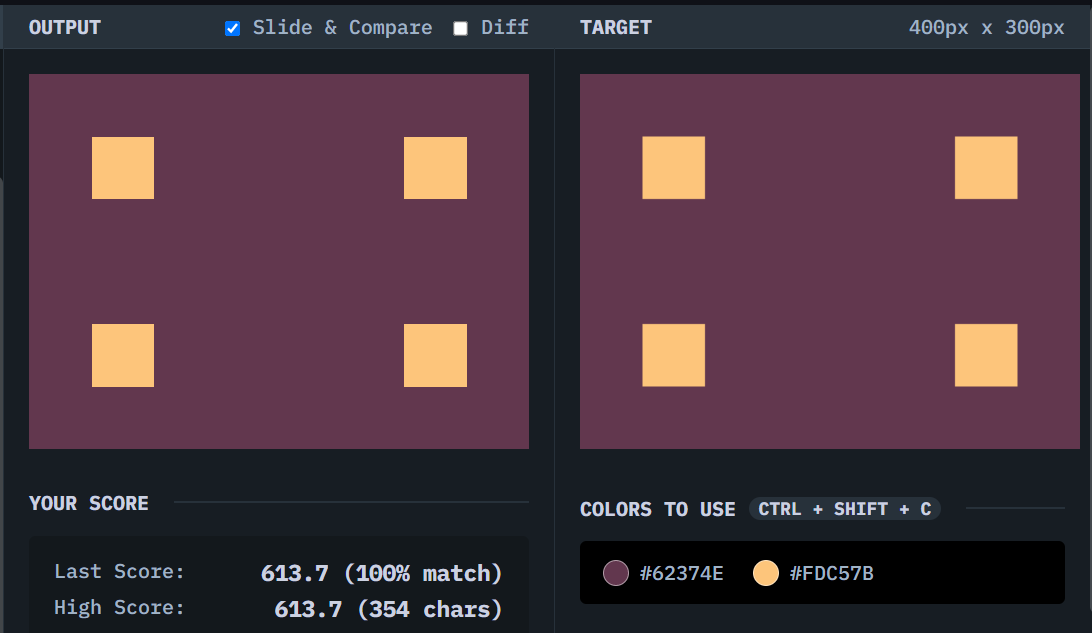 OUTPUT
Slide & Compare
Diff
TARGET
400px x 300px
YOUR SCORE
Last Score: 613.7 (100% match)
High Score: 613.7 (354 chars)
COLORS TO USE CTRL + SHIFT + C
#62374E #FDC57B